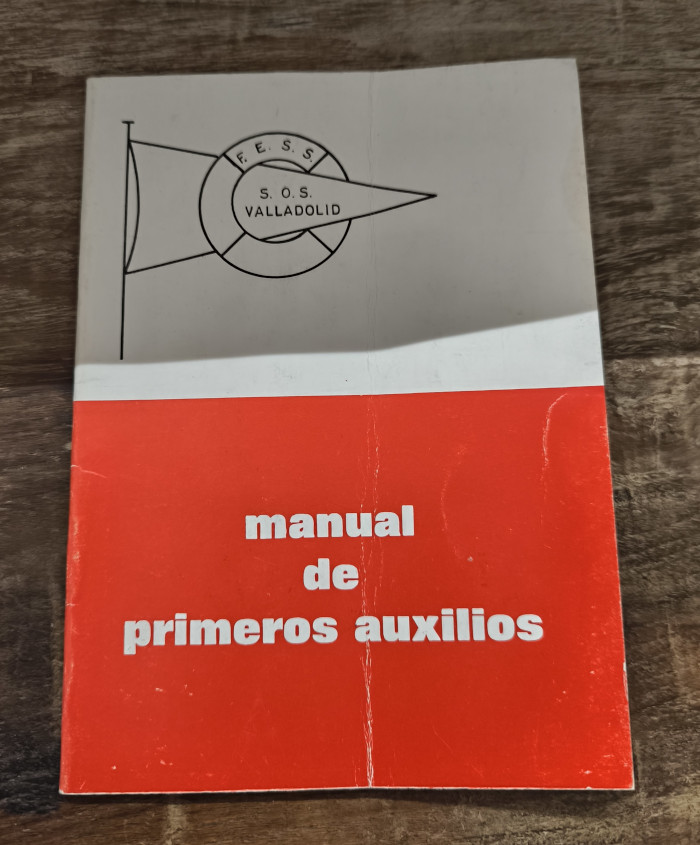 F. E. S. S.
S. O. S.
VALLADOLID
manual
de
primeros auxilios